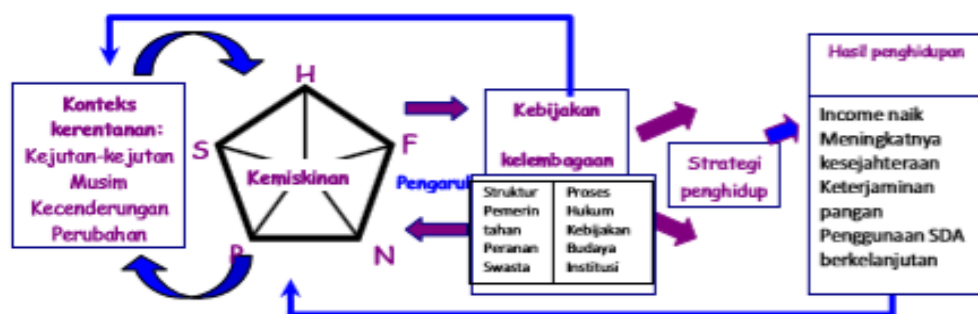 Konteks
kerentanan:
Kejutan-kejutan
Musim
Kecenderungan
Perubahan
H
S
F
Kemiskinan
P
N
Pengaruh
Kebijakan
kelembagaan
Struktur
Pemerin
tahan
Peranan
Swasta
Proses
Hukum
Kebijakan
Budaya
Institusi
Strategi
penghidup
Hasil penghidupan
Income naik
Meningkatnya
kesejahteraan
Keterjaminan
pangan
Penggunaan SDA
berkelanjutan